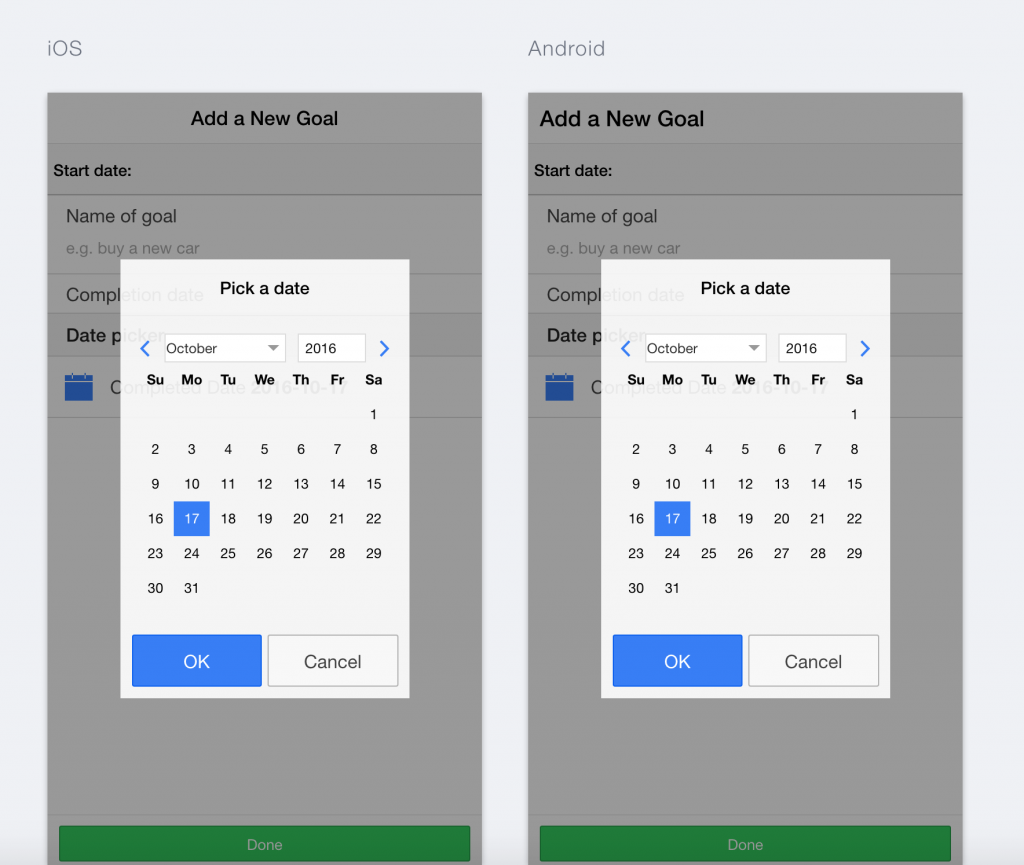 iOS
Add a New Goal
Start date:
Name of goal
e.g. buy a new car
Completion date
Date picker
Completed Date 2016-10-17
Pick a date
October 2016
Su Mo Tu We Th Fr Sa
1
2 3 4 5 6 7 8
9 10 11 12 13 14 15
16 17 18 19 20 21 22
23 24 25 26 27 28 29
30 31
OK Cancel
Done
Android
Add a New Goal
Start date:
Name of goal
e.g. buy a new car
Completion date
Date picker
Completed Date 2016-10-17
Pick a date
October 2016
Su Mo Tu We Th Fr Sa
1
2 3 4 5 6 7 8
9 10 11 12 13 14 15
16 17 18 19 20 21 22
23 24 25 26 27 28 29
30 31
OK Cancel
Done